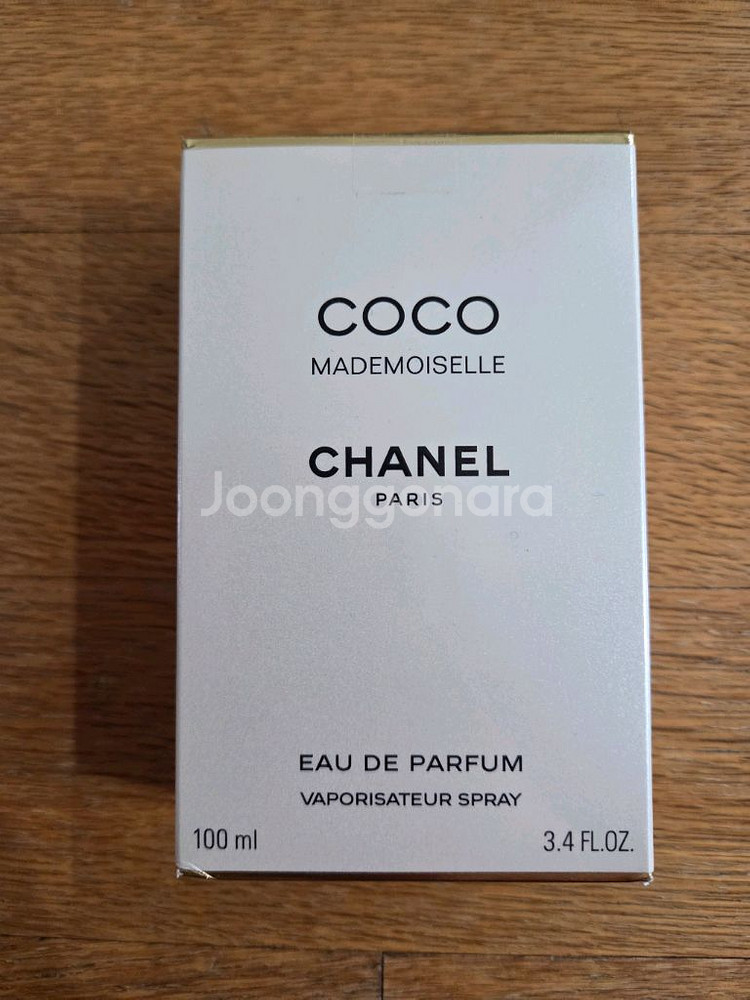 COCO
MADEMOISELLE
CHANEL
PARIS
Joonggonara
EAU DE PARFUM
VAPORISATEUR SPRAY
100 ml 3.4 FL.OZ.